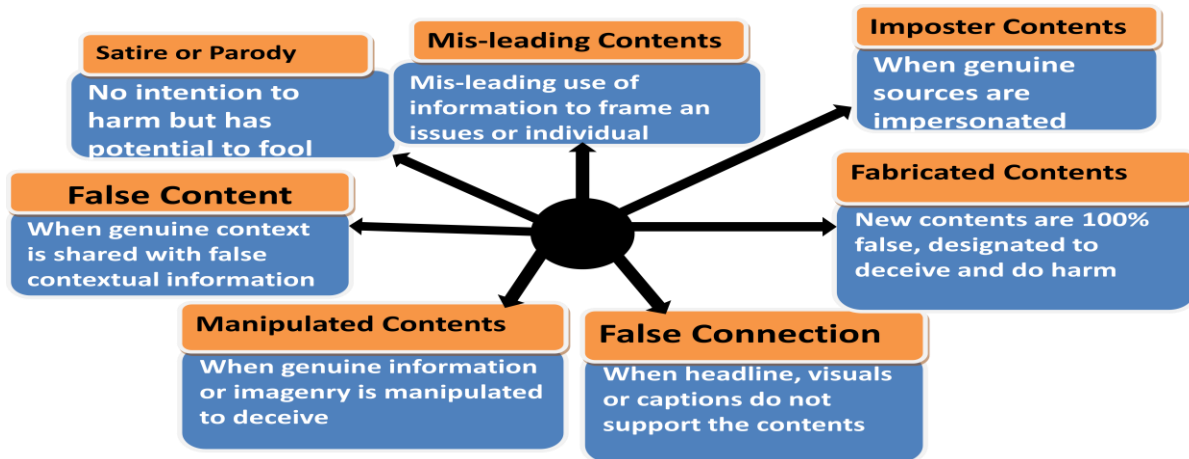 Satire or Parody
No intention to
harm but has
potential to fool
Mis-leading Contents
Mis-leading use of
information to frame an
issues or individual
Imposter Contents
When genuine
sources are
impersonated
False Content
When genuine context
is shared with false
contextual information
Fabricated Contents
New contents are 100%
false, designated to
deceive and do harm
Manipulated Contents
When genuine information
or imagenry is manipulated
to deceive
False Connection
When headline, visuals
or captions do not
support the contents